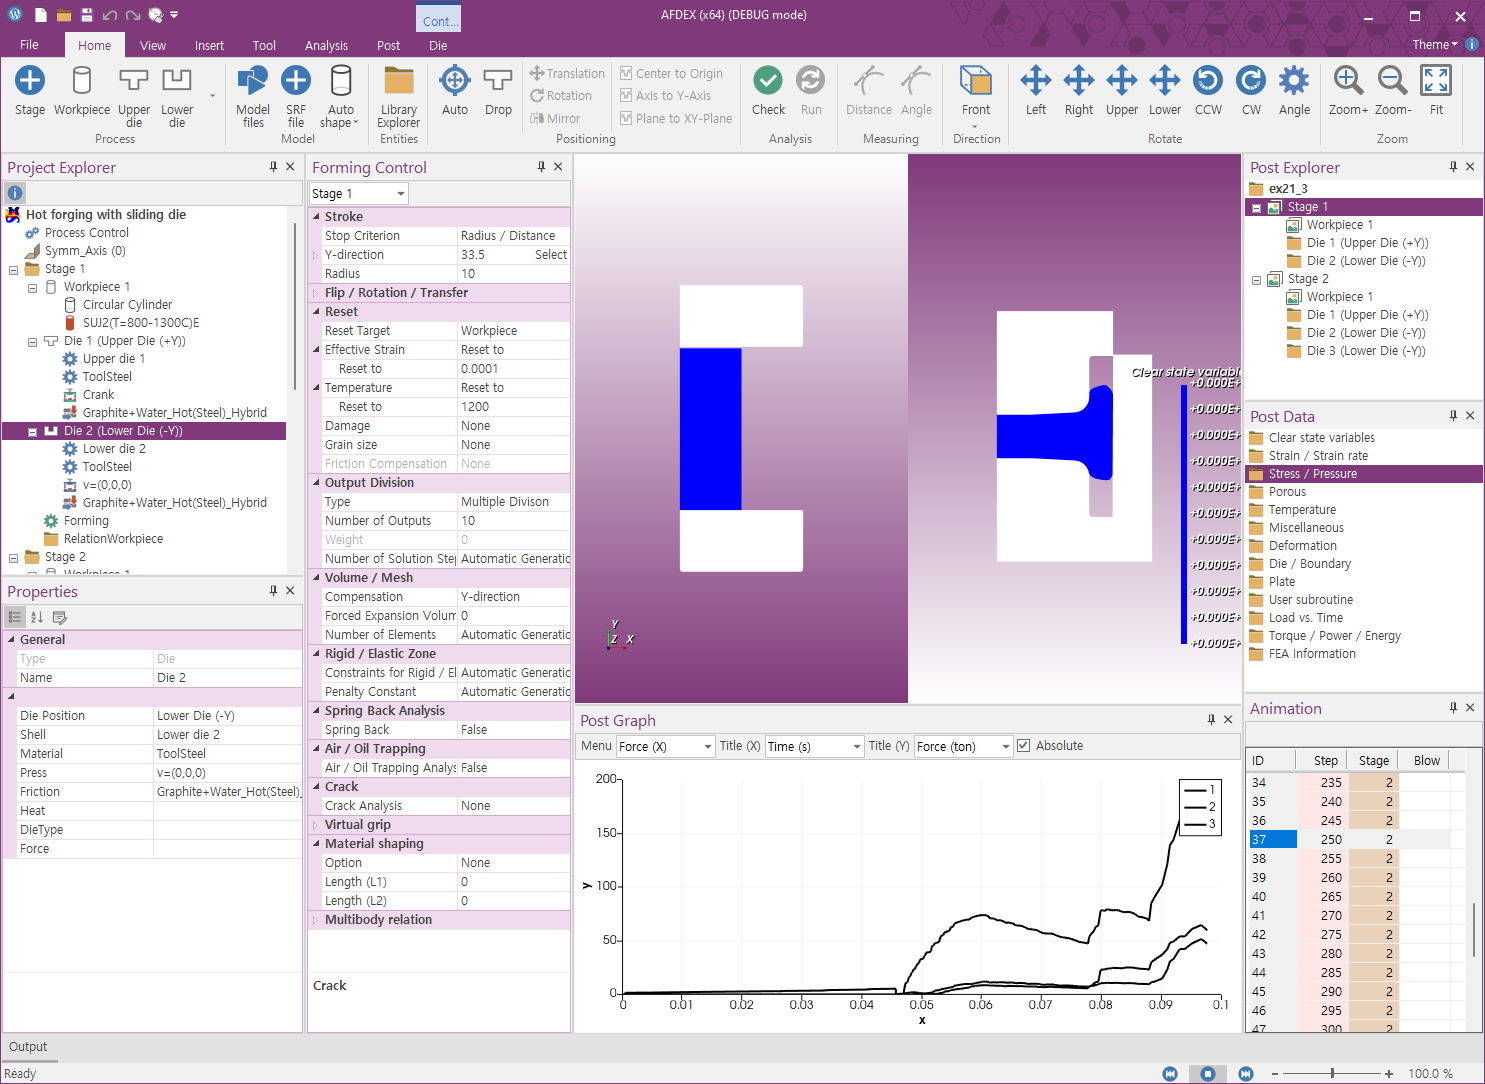 AFDEX (x64) (DEBUG mode)
Cont...
File Home View Insert Tool Analysis Post Die
Theme
Stage Workpiece Upper die Lower die
Process
Model files SRF file Auto shape
Model
Library Explorer
Entities
Auto Drop
Translation
Rotation
Mirror
Center to Origin
Axis to Y-Axis
Plane to XY-Plane
Positioning
Check Run
Analysis
Distance Angle
Measuring
Front
Direction
Left Right Upper Lower CCW CW Angle
Rotate
Zoom+ Zoom- Fit
Zoom
Project Explorer
Hot forging with sliding die
Process Control
Symm_Axis (0)
Stage 1
Workpiece 1
Circular Cylinder
SUJ2(T=800-1300C)E
Die 1 (Upper Die (+Y))
Upper die 1
ToolSteel
Crank
Graphite+Water_Hot(Steel)_Hybrid
Die 2 (Lower Die (-Y))
Lower die 2
ToolSteel
v=(0,0,0)
Graphite+Water_Hot(Steel)_Hybrid
Forming
RelationWorkpiece
Stage 2
Workpiece 1
Properties
General
Type Die
Name Die 2
Die Position Lower Die (-Y)
Shell Lower die 2
Material ToolSteel
Press v=(0,0,0)
Friction Graphite+Water_Hot(Steel)_
Heat
DieType
Force
Forming Control
Stage 1
Stroke
Stop Criterion Radius / Distance
Y-direction 33.5 Select
Radius 10
Flip / Rotation / Transfer
Reset
Reset Target Workpiece
Effective Strain Reset to
Reset to 0.0001
Temperature Reset to
Reset to 1200
Damage None
Grain size None
Friction Compensation None
Output Division
Type Multiple Divison
Number of Outputs 10
Weight 0
Number of Solution Step Automatic Generatio
Volume / Mesh
Compensation Y-direction
Forced Expansion Volum 0
Number of Elements Automatic Generatio
Rigid / Elastic Zone
Constraints for Rigid / El Automatic Generatio
Penalty Constant Automatic Generatio
Spring Back Analysis
Spring Back False
Air / Oil Trapping
Air / Oil Trapping Analys False
Crack
Crack Analysis None
Virtual grip
Material shaping
Option None
Length (L1) 0
Length (L2) 0
Multibody relation
Crack
Y
Z X
Clear state variabl
+0.000E+
+0.000E+
+0.000E+
+0.000E+
+0.000E+
+0.000E+
+0.000E+
+0.000E+
+0.000E+
+0.000E+
+0.000E+
Post Graph
Menu Force (X) Title (X) Time (s) Title (Y) Force (ton) Absolute
200
150
100
50
0
y
0 0.01 0.02 0.03 0.04 0.05 0.06 0.07 0.08 0.09 0.1
x
1
2
3
Post Explorer
ex21_3
Stage 1
Workpiece 1
Die 1 (Upper Die (+Y))
Die 2 (Lower Die (-Y))
Stage 2
Workpiece 1
Die 1 (Upper Die (+Y))
Die 2 (Lower Die (-Y))
Die 3 (Lower Die (-Y))
Post Data
Clear state variables
Strain / Strain rate
Stress / Pressure
Porous
Temperature
Miscellaneous
Deformation
Die / Boundary
Plate
User subroutine
Load vs. Time
Torque / Power / Energy
FEA Information
Animation
ID Step Stage Blow
34 235 2
35 240 2
36 245 2
37 250 2
38 255 2
39 260 2
40 265 2
41 270 2
42 275 2
43 280 2
44 285 2
45 290 2
46 295 2
47 300 2
Output
Ready
100.0 %